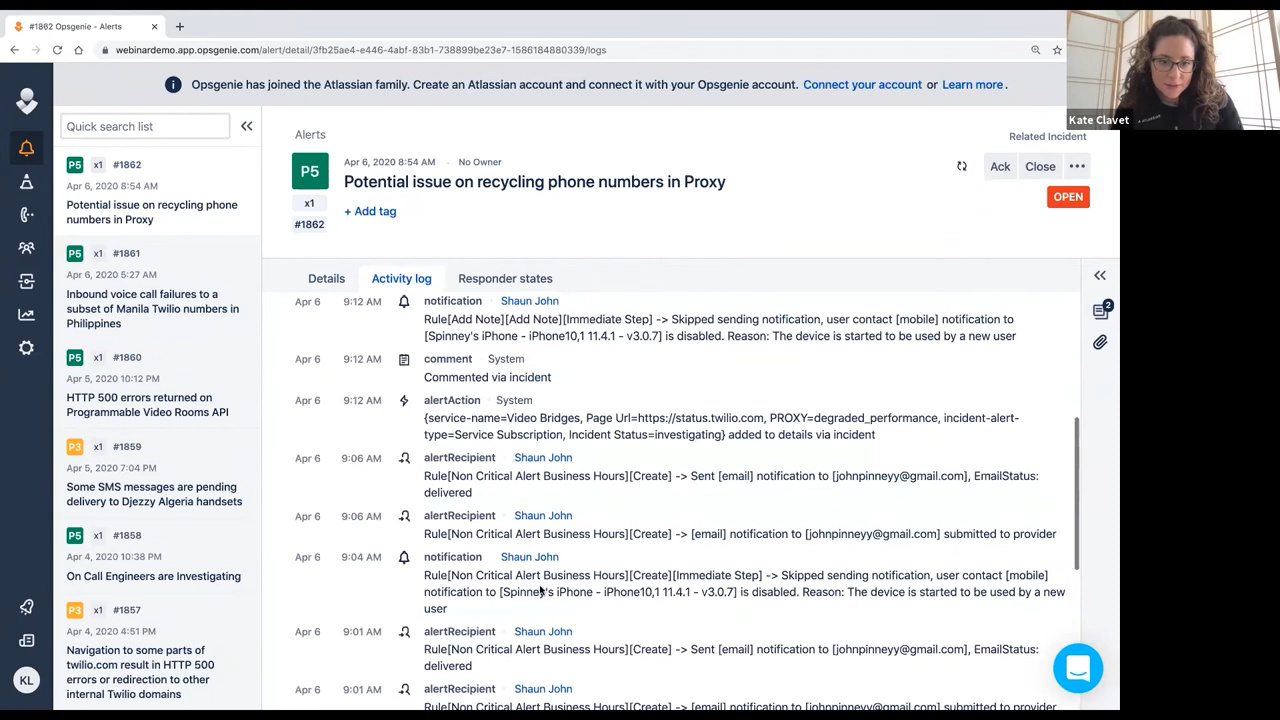 #1862 Opsgenie - Alerts
webinardemo.app.opsgenie.com/alert/detail/3fb25ae4-e446-4abf-83b1-738899be23e7-1586184880339/logs
Opsgenie has joined the Atlassian family. Create an Atlassian account and connect it with your Opsgenie account. Connect your account or Learn more.
Kate Clavet
Quick search list
P5 x1 #1862
Apr 6, 2020 8:54 AM
Potential issue on recycling phone
numbers in Proxy
P5 x1 #1861
Apr 6, 2020 5:27 AM
Inbound voice call failures to a
subset of Manila Twilio numbers in
Philippines
P5 x1 #1860
Apr 5, 2020 10:12 PM
HTTP 500 errors returned on
Programmable Video Rooms API
P3 x1 #1859
Apr 5, 2020 7:04 PM
Some SMS messages are pending
delivery to Djezzy Algeria handsets
P5 x1 #1858
Apr 4, 2020 10:38 PM
On Call Engineers are Investigating
P3 x1 #1857
Apr 4, 2020 4:51 PM
Navigation to some parts of
twilio.com result in HTTP 500
errors or redirection to other
internal Twilio domains
KL
Alerts
Related Incident
P5
x1
#1862
Apr 6, 2020 8:54 AM · No Owner
Potential issue on recycling phone numbers in Proxy
+ Add tag
Ack Close
OPEN
Details Activity log Responder states
2
Apr 6 9:12 AM notification · Shaun John
Rule[Add Note][Add Note][Immediate Step] -> Skipped sending notification, user contact [mobile] notification to
[Spinney's iPhone - iPhone10,1 11.4.1 - v3.0.7] is disabled. Reason: The device is started to be used by a new user
Apr 6 9:12 AM comment · System
Commented via incident
Apr 6 9:12 AM alertAction · System
{service-name=Video Bridges, Page Url=https://status.twilio.com, PROXY=degraded_performance, incident-alert-
type=Service Subscription, Incident Status=investigating} added to details via incident
Apr 6 9:06 AM alertRecipient · Shaun John
Rule[Non Critical Alert Business Hours][Create] -> Sent [email] notification to [johnpinneyy@gmail.com], EmailStatus:
delivered
Apr 6 9:06 AM alertRecipient · Shaun John
Rule[Non Critical Alert Business Hours][Create] -> [email] notification to [johnpinneyy@gmail.com] submitted to provider
Apr 6 9:04 AM notification · Shaun John
Rule[Non Critical Alert Business Hours][Create][Immediate Step] -> Skipped sending notification, user contact [mobile]
notification to [Spinney's iPhone - iPhone10,1 11.4.1 - v3.0.7] is disabled. Reason: The device is started to be used by a new
user
Apr 6 9:01 AM alertRecipient · Shaun John
Rule[Non Critical Alert Business Hours][Create] -> Sent [email] notification to [johnpinneyy@gmail.com], EmailStatus:
delivered
Apr 6 9:01 AM alertRecipient · Shaun John
Rule[Non Critical Alert Business Hours][Create] -> [email] notification to [johnpinneyy@gmail.com] submitted to provider